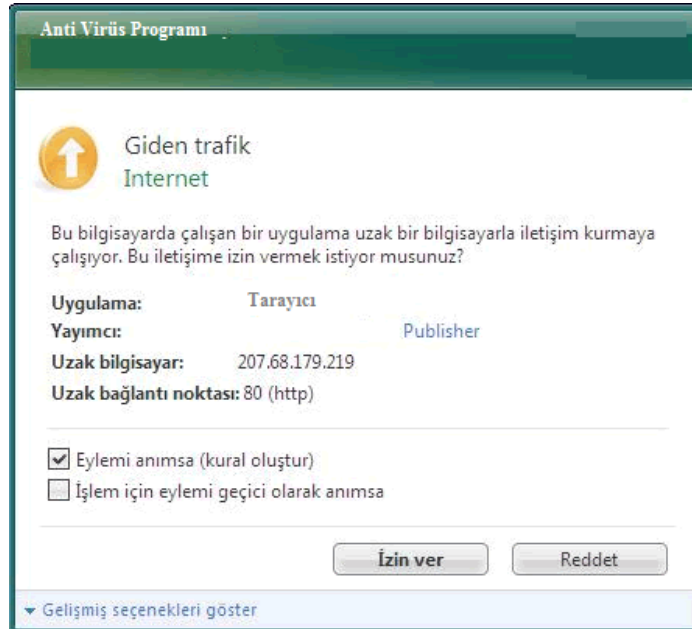 Anti Virüs Programı
Giden trafik
Internet
Bu bilgisayarda çalışan bir uygulama uzak bir bilgisayarla iletişim kurmaya
çalışıyor. Bu iletişime izin vermek istiyor musunuz?
Uygulama: Tarayıcı
Yayımcı: Publisher
Uzak bilgisayar: 207.68.179.219
Uzak bağlantı noktası: 80 (http)
Eylemi anımsa (kural oluştur)
İşlem için eylemi geçici olarak anımsa
İzin ver Reddet
Gelişmiş seçenekleri göster